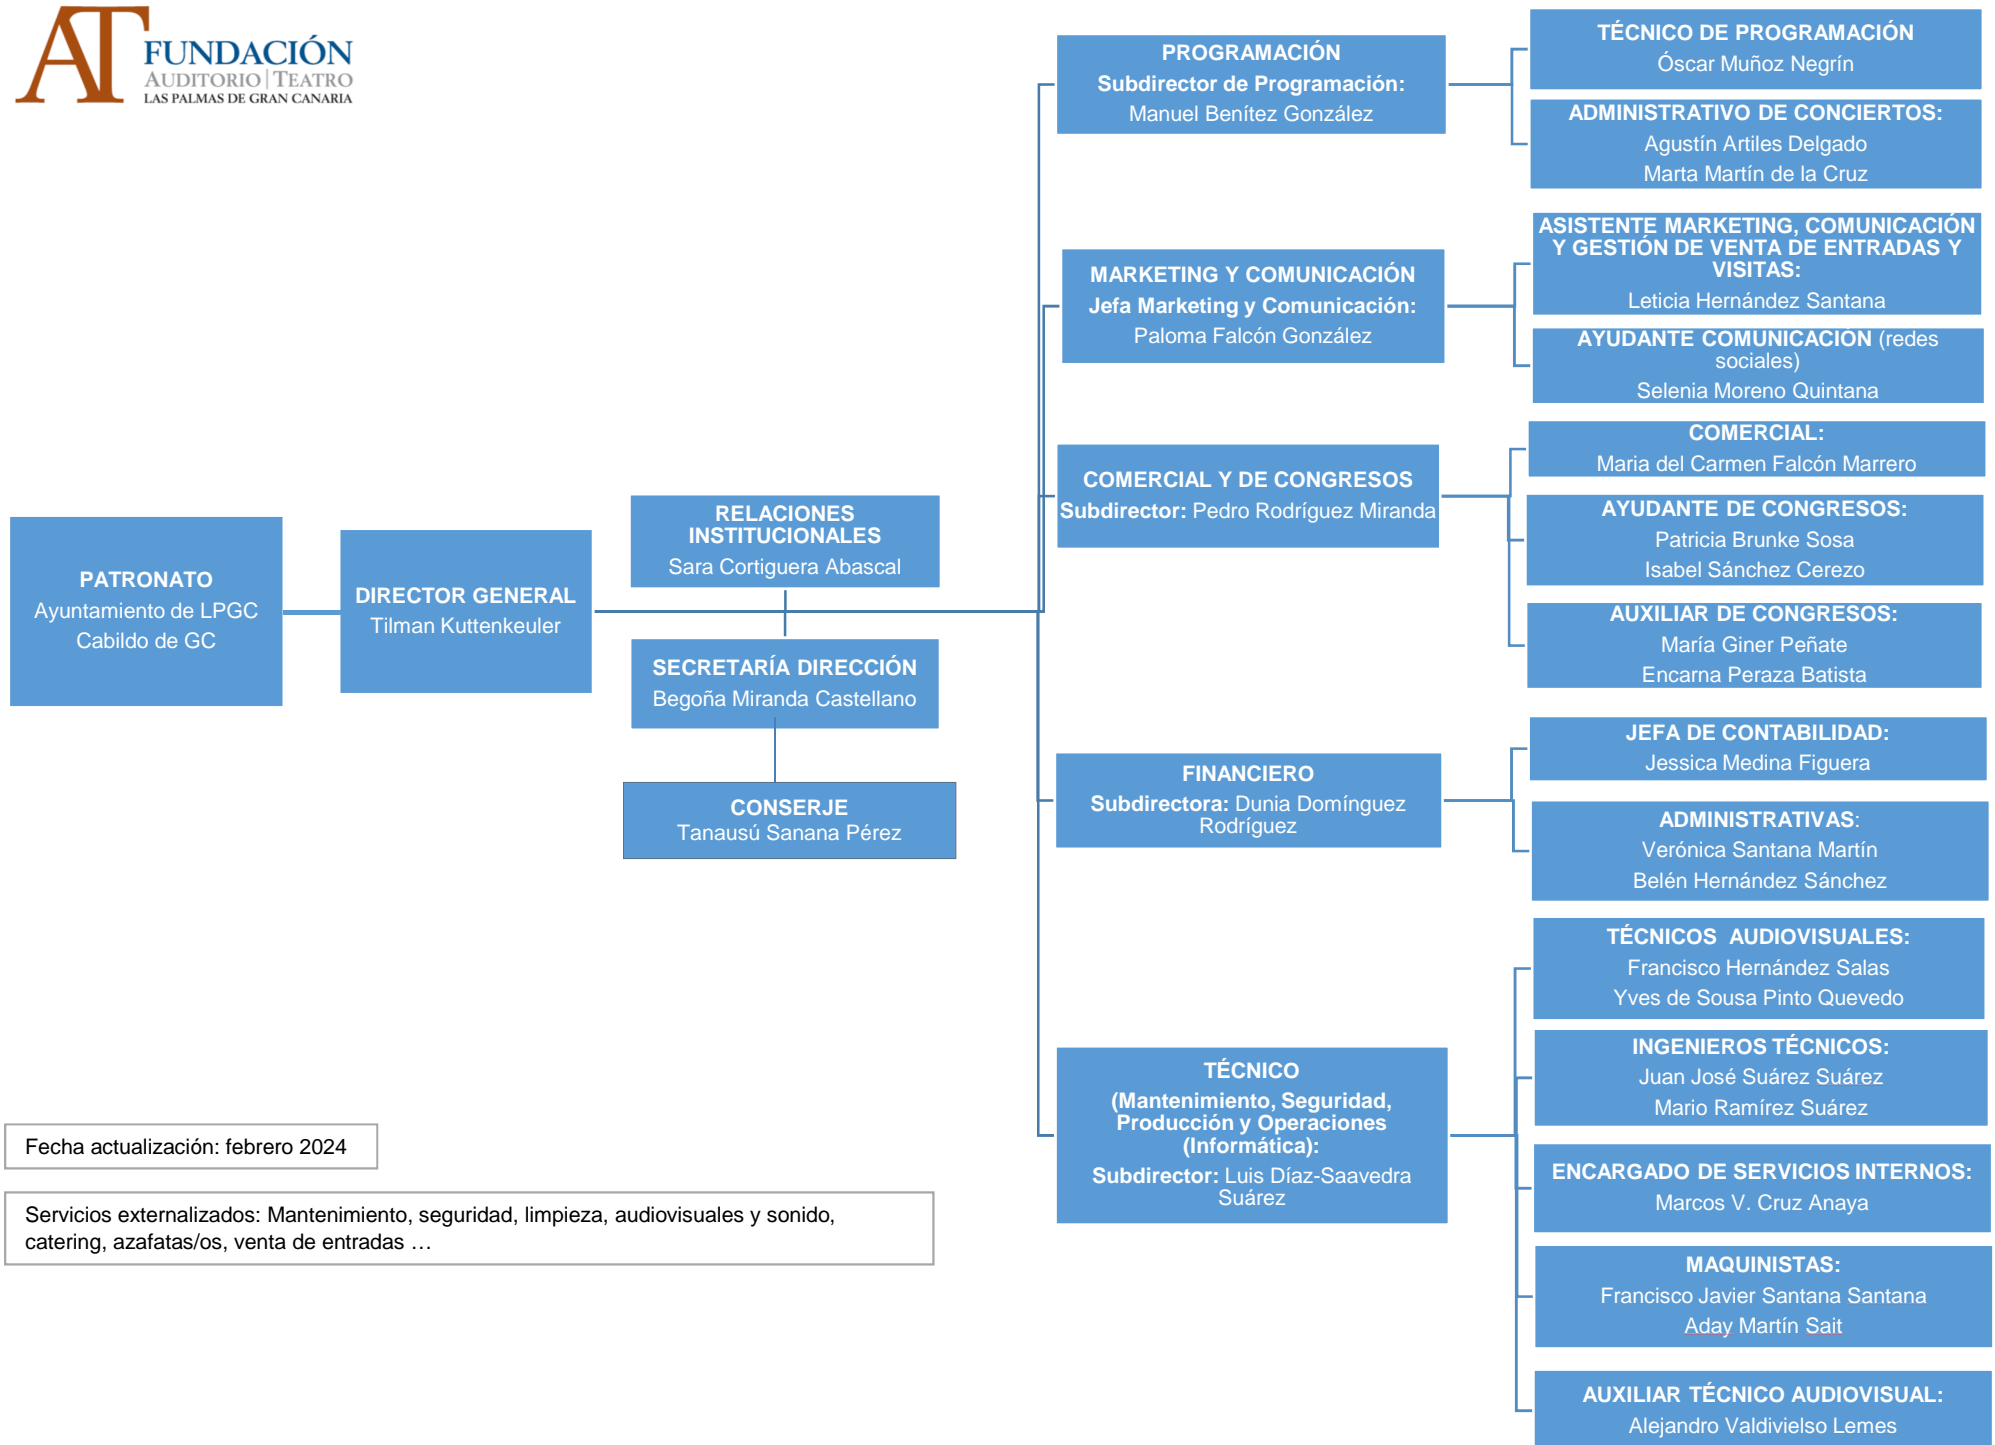 AT FUNDACIÓN
AUDITORIO | TEATRO
LAS PALMAS DE GRAN CANARIA
PATRONATO
Ayuntamiento de LPGC
Cabildo de GC
DIRECTOR GENERAL
Tilman Kuttenkeuler
RELACIONES
INSTITUCIONALES
Sara Cortiguera Abascal
SECRETARÍA DIRECCIÓN
Begoña Miranda Castellano
CONSERJE
Tanausú Sanana Pérez
PROGRAMACIÓN
Subdirector de Programación:
Manuel Benítez González
TÉCNICO DE PROGRAMACIÓN
Óscar Muñoz Negrín
ADMINISTRATIVO DE CONCIERTOS:
Agustín Artiles Delgado
Marta Martín de la Cruz
MARKETING Y COMUNICACIÓN
Jefa Marketing y Comunicación:
Paloma Falcón González
ASISTENTE MARKETING, COMUNICACIÓN
Y GESTIÓN DE VENTA DE ENTRADAS Y
VISITAS:
Leticia Hernández Santana
AYUDANTE COMUNICACIÓN (redes
sociales)
Selenia Moreno Quintana
COMERCIAL Y DE CONGRESOS
Subdirector: Pedro Rodríguez Miranda
COMERCIAL:
Maria del Carmen Falcón Marrero
AYUDANTE DE CONGRESOS:
Patricia Brunke Sosa
Isabel Sánchez Cerezo
AUXILIAR DE CONGRESOS:
María Giner Peñate
Encarna Peraza Batista
FINANCIERO
Subdirectora: Dunia Domínguez
Rodríguez
JEFA DE CONTABILIDAD:
Jessica Medina Figuera
ADMINISTRATIVAS:
Verónica Santana Martín
Belén Hernández Sánchez
TÉCNICO
(Mantenimiento, Seguridad,
Producción y Operaciones
(Informática):
Subdirector: Luis Díaz-Saavedra
Suárez
TÉCNICOS AUDIOVISUALES:
Francisco Hernández Salas
Yves de Sousa Pinto Quevedo
INGENIEROS TÉCNICOS:
Juan José Suárez Suárez
Mario Ramírez Suárez
ENCARGADO DE SERVICIOS INTERNOS:
Marcos V. Cruz Anaya
MAQUINISTAS:
Francisco Javier Santana Santana
Aday Martín Sait
AUXILIAR TÉCNICO AUDIOVISUAL:
Alejandro Valdivielso Lemes
Fecha actualización: febrero 2024
Servicios externalizados: Mantenimiento, seguridad, limpieza, audiovisuales y sonido,
catering, azafatas/os, venta de entradas …